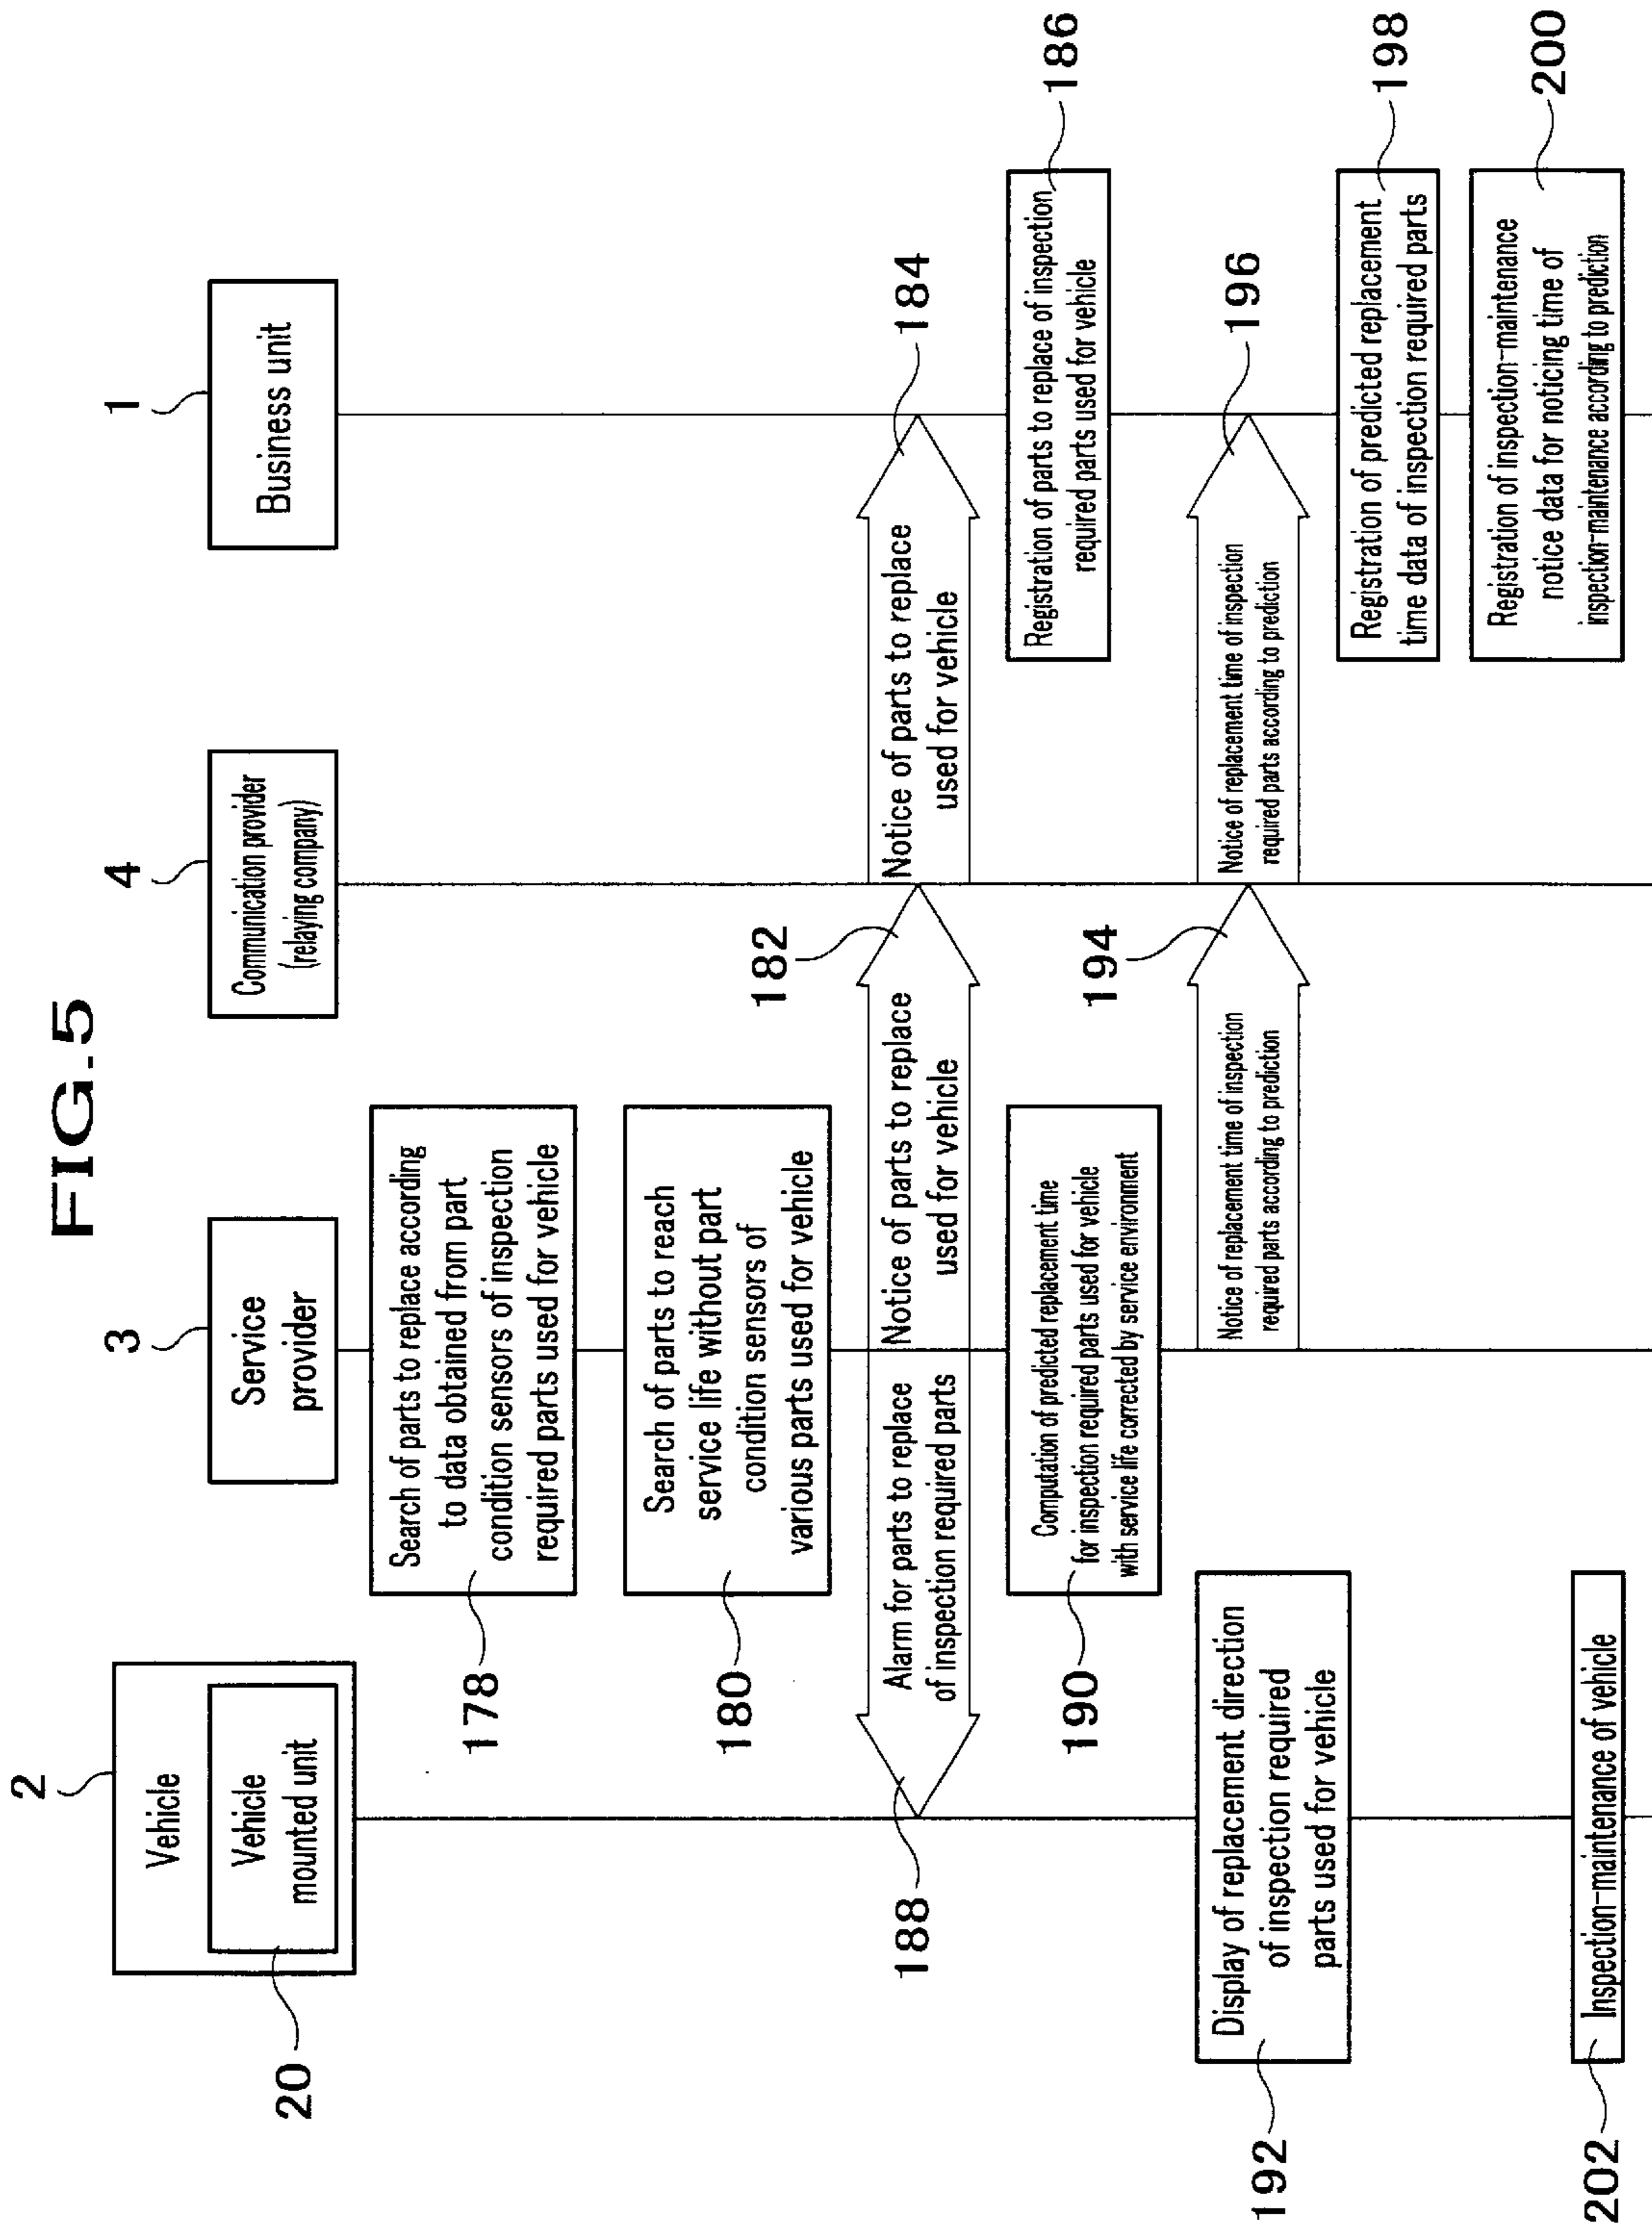 FIG.5
2
Vehicle
Vehicle
mounted unit
20
3
Service
provider
4
Communication provider
(relaying company)
1
Business unit
Search of parts to replace according
to data obtained from part
condition sensors of inspection
required parts used for vehicle
178
Search of parts to reach
service life without part
condition sensors of
various parts used for vehicle
180
Alarm for parts to replace
of inspection required parts
188
Notice of parts to replace
used for vehicle
182
Notice of parts to replace
used for vehicle
184
Registration of parts to replace of inspection
required parts used for vehicle
186
Computation of predicted replacement time
for inspection required parts used for vehicle
with service life corrected by service environment
190
Display of replacement direction
of inspection required
parts used for vehicle
192
Notice of replacement time of inspection
required parts according to prediction
194
Notice of replacement time of inspection
required parts according to prediction
196
Registration of predicted replacement
time data of inspection required parts
198
Registration of inspection-maintenance
notice data for noticing time of
inspection-maintenance according to prediction
200
Inspection-maintenance of vehicle
202